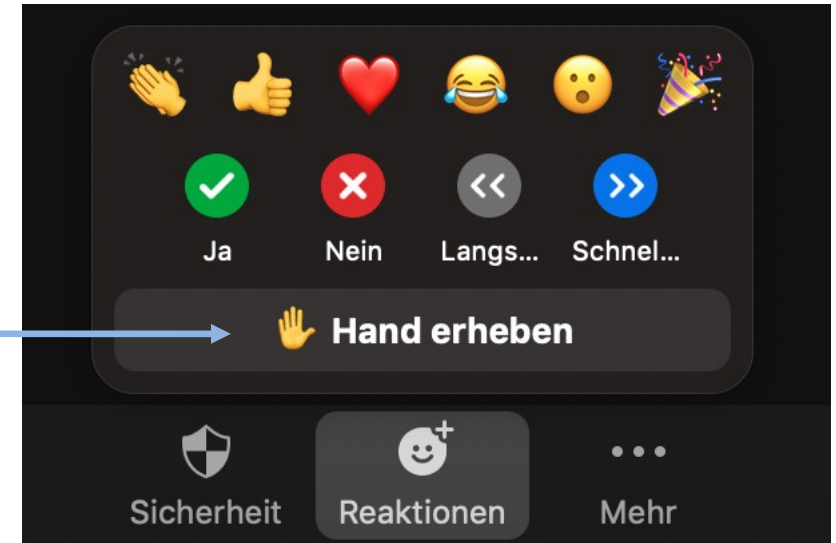 Ja Nein Langs... Schnel...
Hand erheben
Sicherheit Reaktionen Mehr